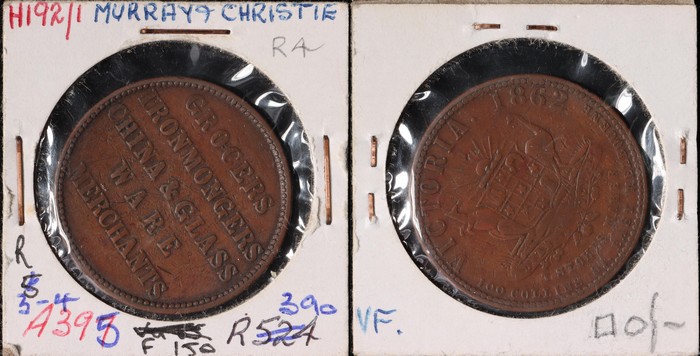 H192/1 MURRAY & CHRISTIE
R4
GROCERS
IRONMONGERS
CHINA & GLASS
WARE
MERCHANTS
R
5-4
A395
F 150
390
R524
VICTORIA. 1862
VF.